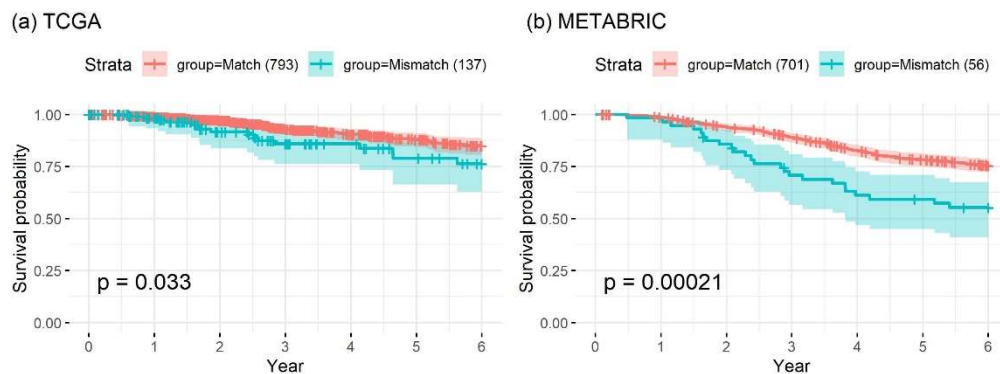 (a) TCGA
Strata group=Match (793) group=Mismatch (137)
Survival probability
1.00
0.75
0.50
0.25
0.00
p = 0.033
0 1 2 3 4 5 6
Year
(b) METABRIC
Strata group=Match (701) group=Mismatch (56)
Survival probability
1.00
0.75
0.50
0.25
0.00
p = 0.00021
0 1 2 3 4 5 6
Year